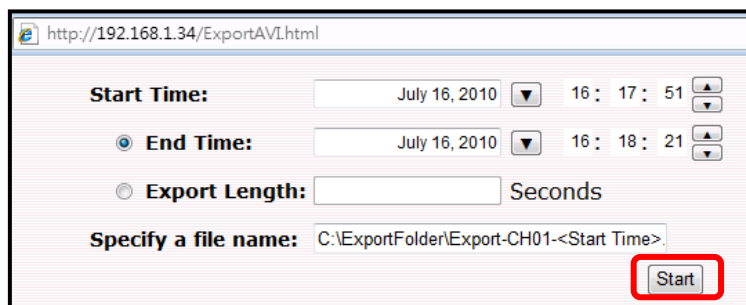 http://192.168.1.34/ExportAVI.html
Start Time: July 16, 2010 ▼ 16 : 17 : 51
End Time: July 16, 2010 ▼ 16 : 18 : 21
Export Length: Seconds
Specify a file name: C:\ExportFolder\Export-CH01-<Start Time>.
Start